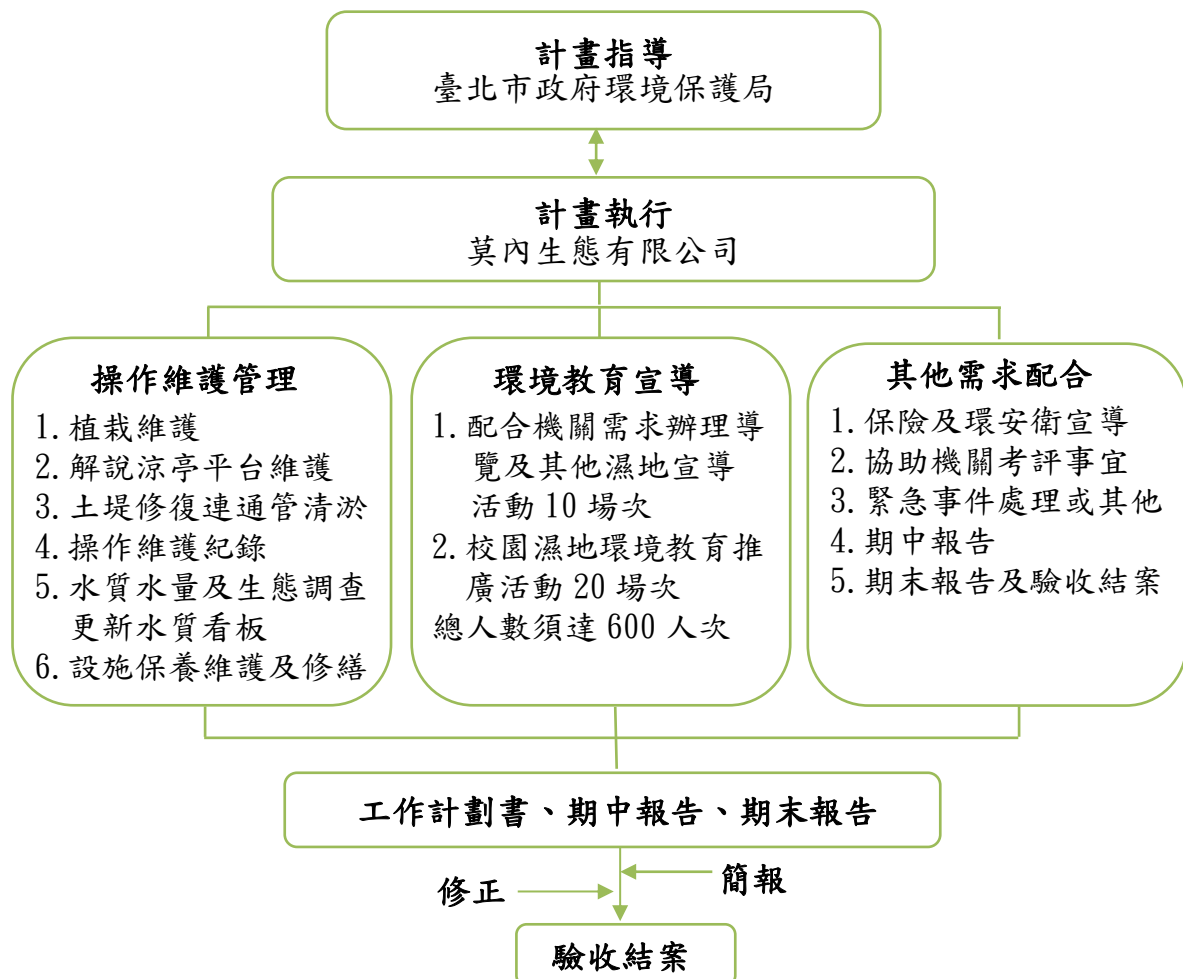 計畫指導
臺北市政府環境保護局
計畫執行
莫內生態有限公司
操作維護管理
1.植栽維護
2.解說涼亭平台維護
3.土堤修復連通管清淤
4.操作維護紀錄
5.水質水量及生態調查
更新水質看板
6.設施保養維護及修繕
環境教育宣導
1.配合機關需求辦理導
覽及其他濕地宣導
活動10場次
2.校園濕地環境教育推
廣活動20場次
總人數須達600人次
其他需求配合
1.保險及環安衛宣導
2.協助機關考評事宜
3.緊急事件處理或其他
4.期中報告
5.期末報告及驗收結案
工作計劃書、期中報告、期末報告
簡報
修正
驗收結案